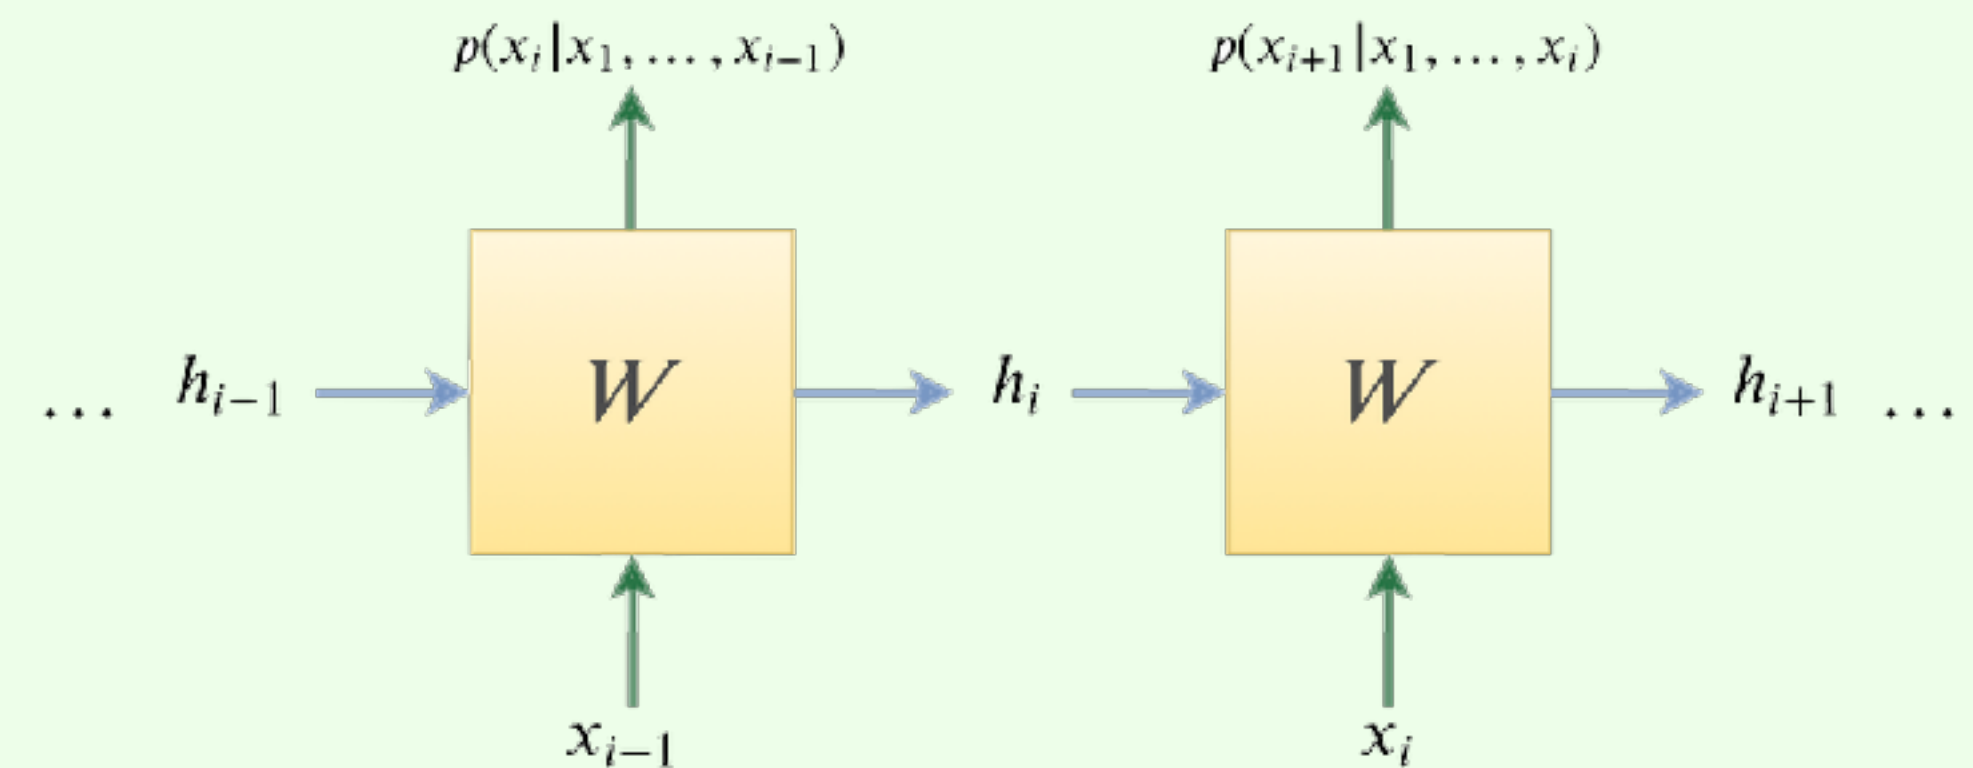 p(x_i|x_1, … , x_{i−1}) p(x_{i+1}|x_1, … , x_i)
… h_{i−1} W h_i W h_{i+1} …
x_{i−1} x_i